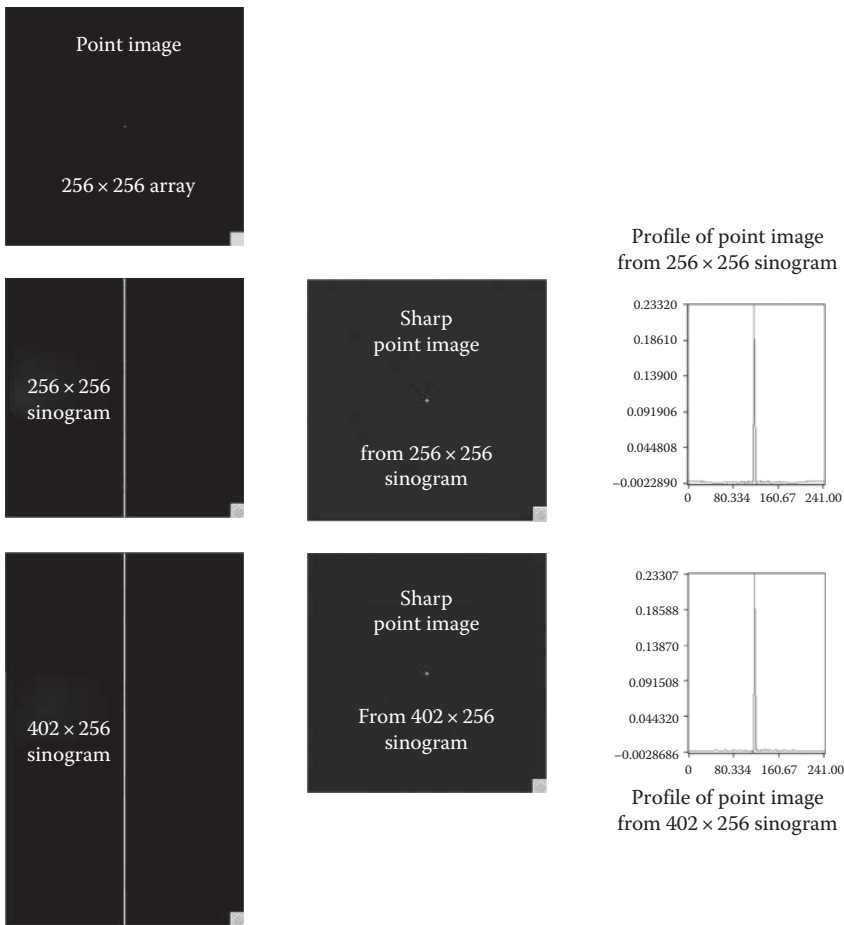 Point image
256 × 256 array
256 × 256
sinogram
Sharp
point image
from 256 × 256
sinogram
Profile of point image
from 256 × 256 sinogram
0.23320
0.18610
0.13900
0.091906
0.044808
−0.0022890
0 80.334 160.67 241.00
402 × 256
sinogram
Sharp
point image
From 402 × 256
sinogram
0.23307
0.18588
0.13870
0.091508
0.044320
−0.0028686
0 80.334 160.67 241.00
Profile of point image
from 402 × 256 sinogram